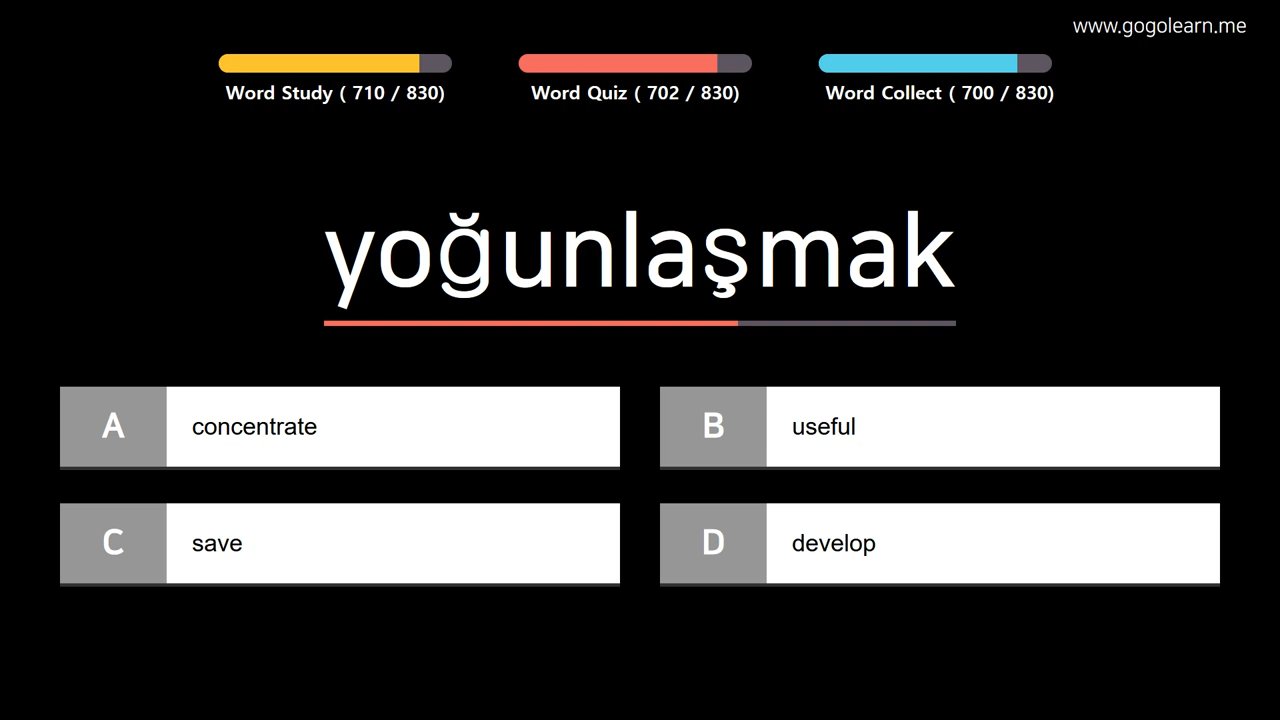 www.gogolearn.me
Word Study ( 710 / 830)
Word Quiz ( 702 / 830)
Word Collect ( 700 / 830)
yoğunlaşmak
A concentrate
B useful
C save
D develop